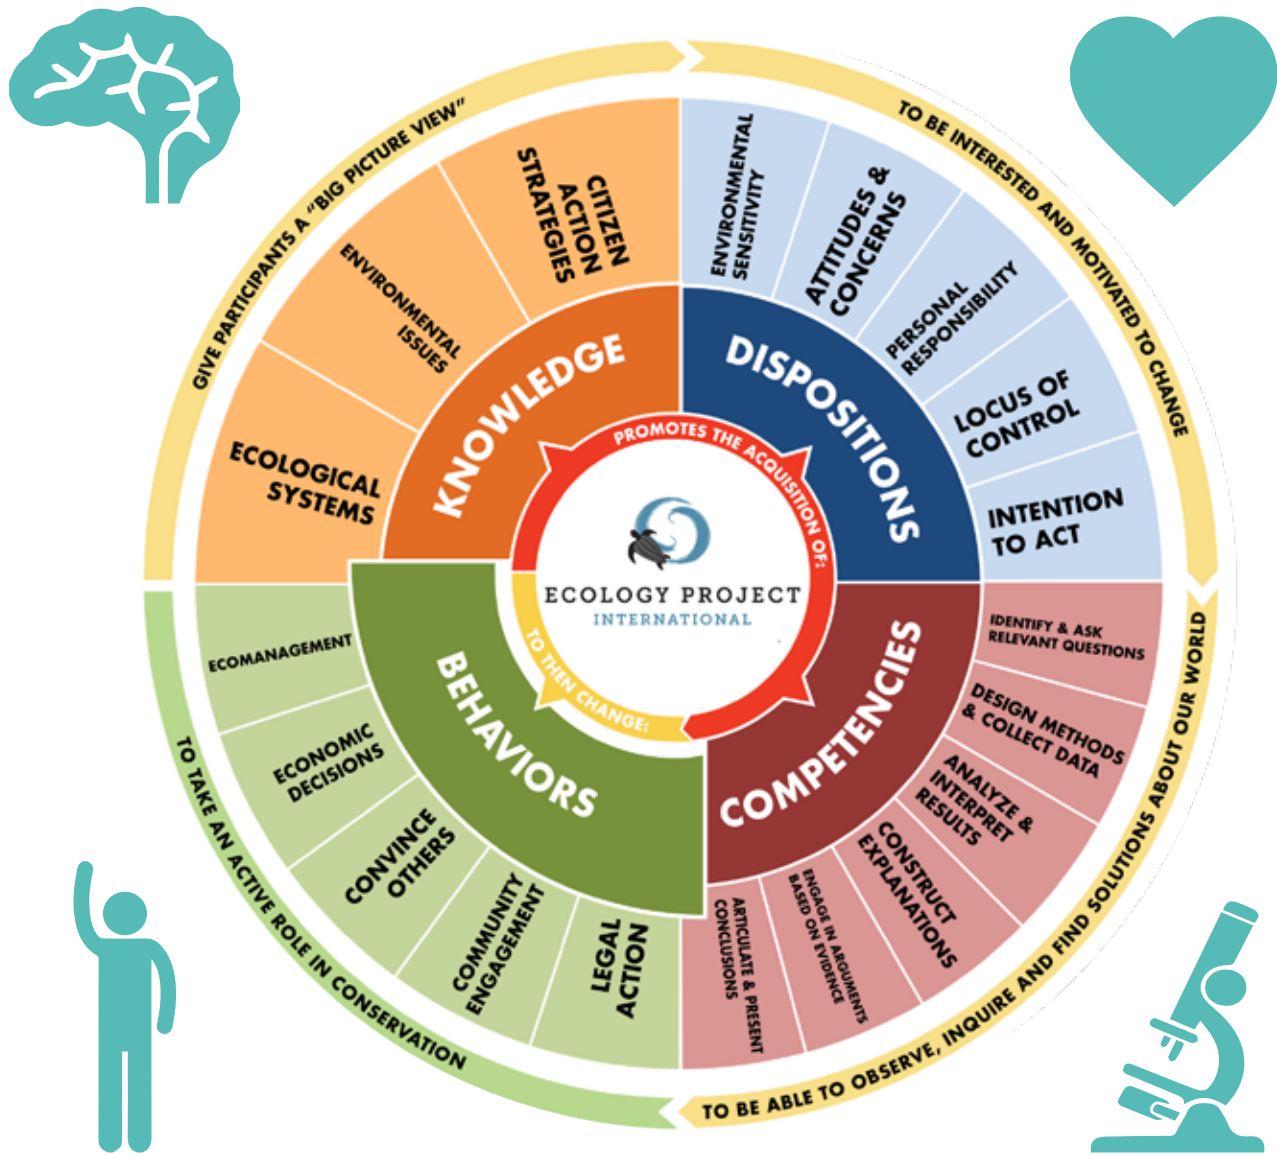 GIVE PARTICIPANTS A "BIG PICTURE VIEW"
TO BE INTERESTED AND MOTIVATED TO CHANGE
TO BE ABLE TO OBSERVE, INQUIRE AND FIND SOLUTIONS ABOUT OUR WORLD
TO TAKE AN ACTIVE ROLE IN CONSERVATION
KNOWLEDGE
ECOLOGICAL
SYSTEMS
ENVIRONMENTAL
ISSUES
CITIZEN
ACTION
STRATEGIES
DISPOSITIONS
ENVIRONMENTAL
SENSITIVITY
ATTITUDES &
CONCERNS
PERSONAL
RESPONSIBILITY
LOCUS OF
CONTROL
INTENTION
TO ACT
COMPETENCIES
IDENTIFY & ASK
RELEVANT QUESTIONS
DESIGN METHODS
& COLLECT DATA
ANALYZE &
INTERPRET
RESULTS
CONSTRUCT
EXPLANATIONS
ENGAGE IN ARGUMENTS
BASED ON EVIDENCE
ARTICULATE & PRESENT
CONCLUSIONS
BEHAVIORS
LEGAL
ACTION
COMMUNITY
ENGAGEMENT
CONVINCE
OTHERS
ECONOMIC
DECISIONS
ECOMANAGEMENT
PROMOTES THE ACQUISITION OF:
TO THEN CHANGE:
ECOLOGY PROJECT
INTERNATIONAL